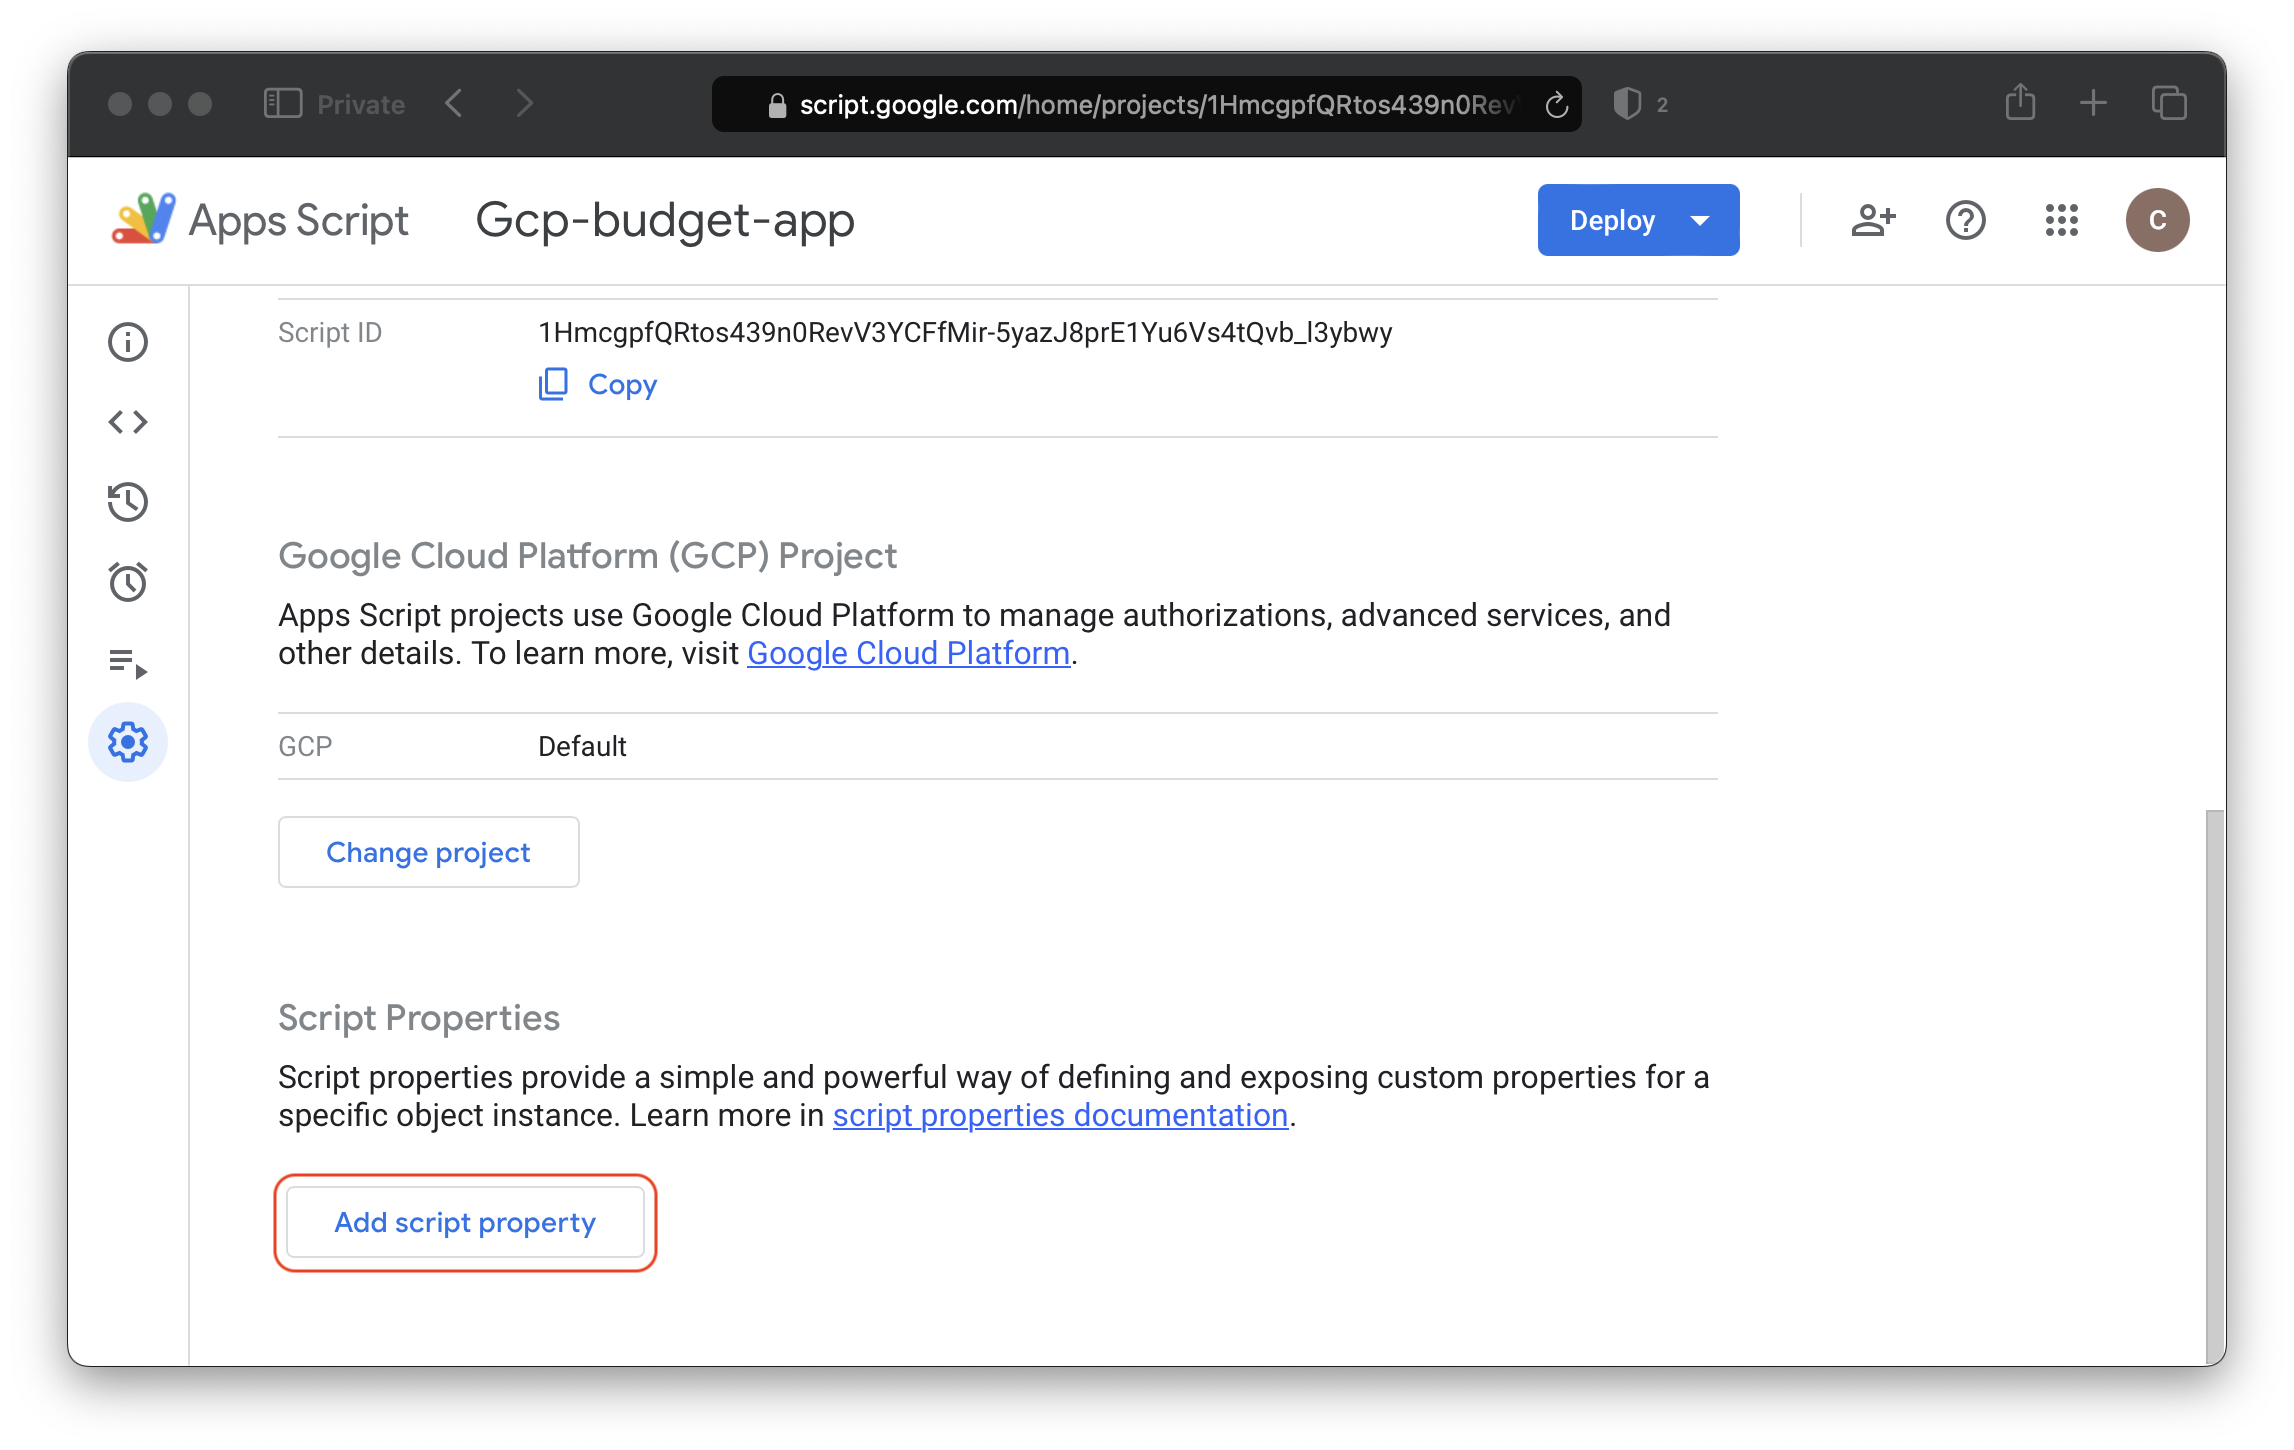 Private
script.google.com/home/projects/1HmcgpfQRtos439n0Rev
2
Apps Script
Gcp-budget-app
Deploy
C
Script ID
1HmcgpfQRtos439n0RevV3YCFfMir-5yazJ8prE1Yu6Vs4tQvb_l3ybwy
Copy
Google Cloud Platform (GCP) Project
Apps Script projects use Google Cloud Platform to manage authorizations, advanced services, and
other details. To learn more, visit Google Cloud Platform.
GCP
Default
Change project
Script Properties
Script properties provide a simple and powerful way of defining and exposing custom properties for a
specific object instance. Learn more in script properties documentation.
Add script property